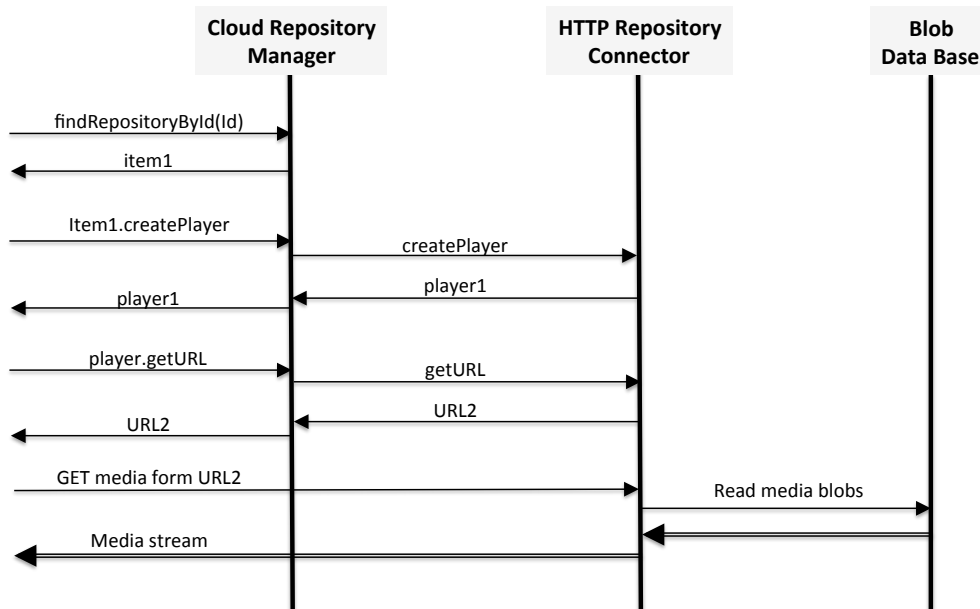 Cloud Repository
Manager
HTTP Repository
Connector
Blob
Data Base
findRepositoryById(Id)
item1
Item1.createPlayer
createPlayer
player1
player1
player.getURL
getURL
URL2
URL2
GET media form URL2
Read media blobs
Media stream